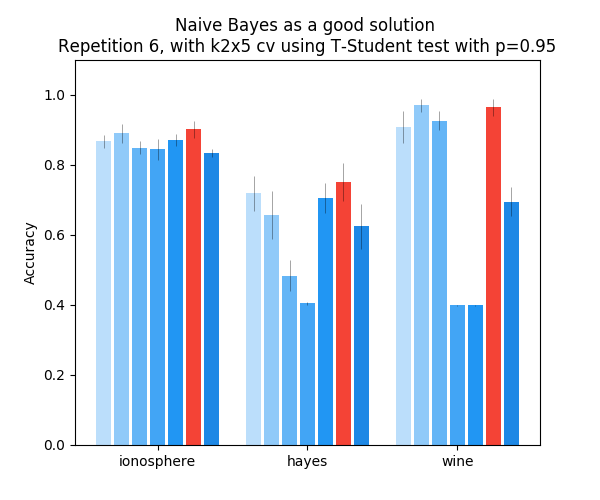 Naive Bayes as a good solution
Repetition 6, with k2x5 cv using T-Student test with p=0.95
1.0
0.8
0.6
0.4
0.2
0.0
Accuracy
ionosphere
hayes
wine